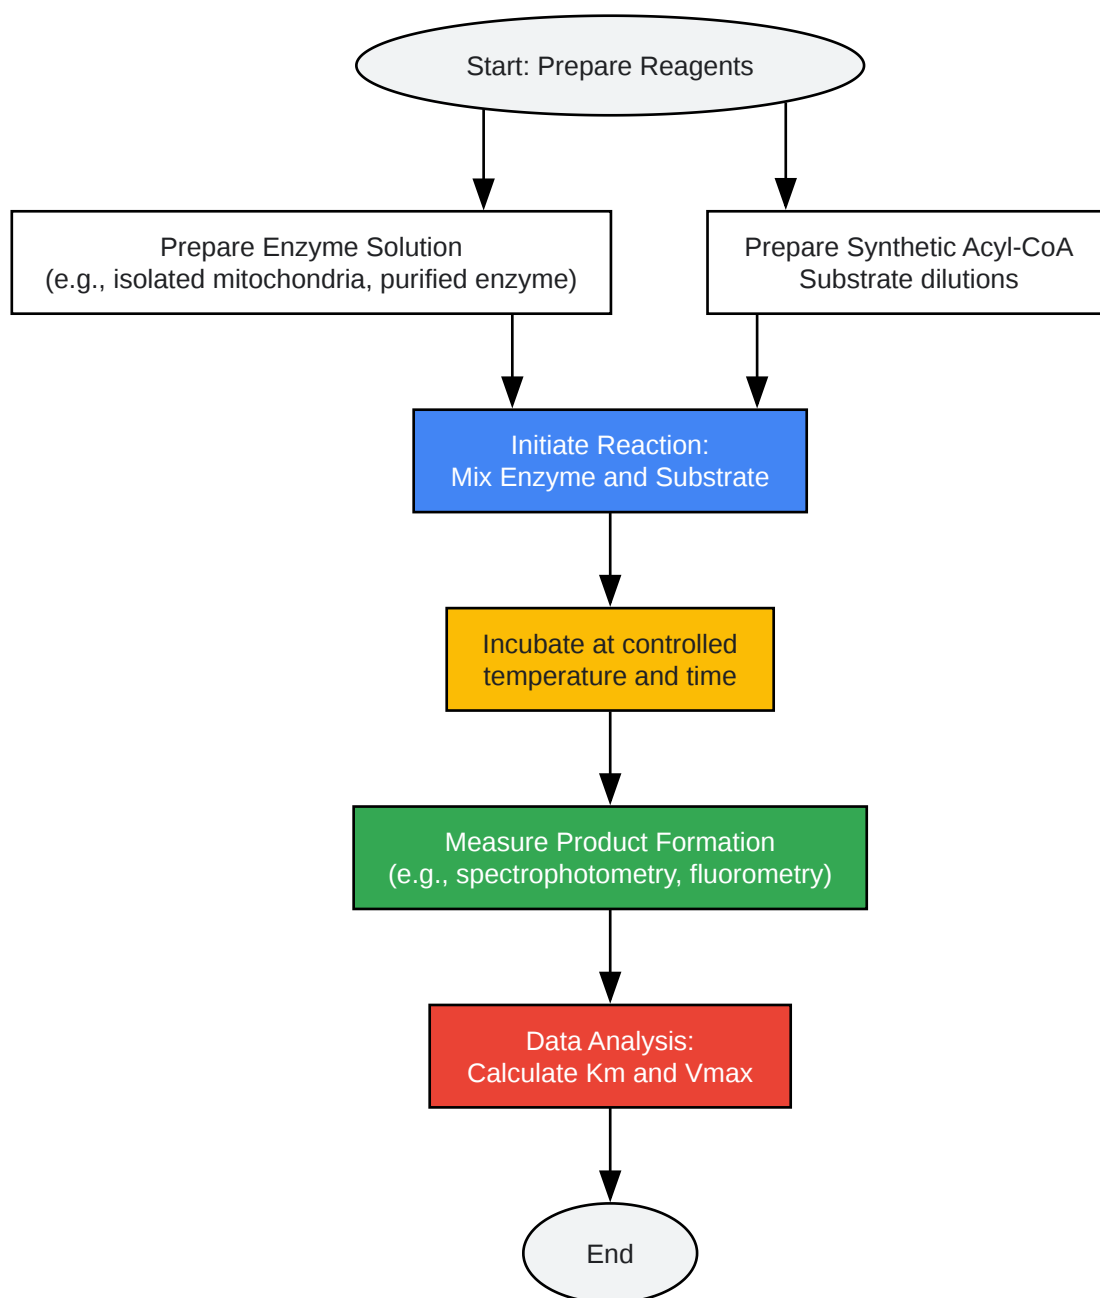 Start: Prepare Reagents
Prepare Enzyme Solution
(e.g., isolated mitochondria, purified enzyme)
Prepare Synthetic Acyl-CoA
Substrate dilutions
Initiate Reaction:
Mix Enzyme and Substrate
Incubate at controlled
temperature and time
Measure Product Formation
(e.g., spectrophotometry, fluorometry)
Data Analysis:
Calculate Km and Vmax
End